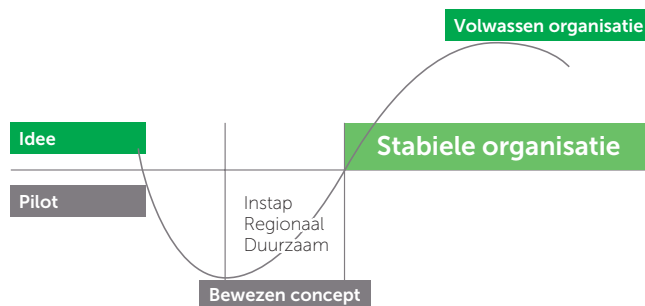 Volwassen organisatie
Idee
Stabiele organisatie
Pilot
Instap
Regionaal
Duurzaam
Bewezen concept